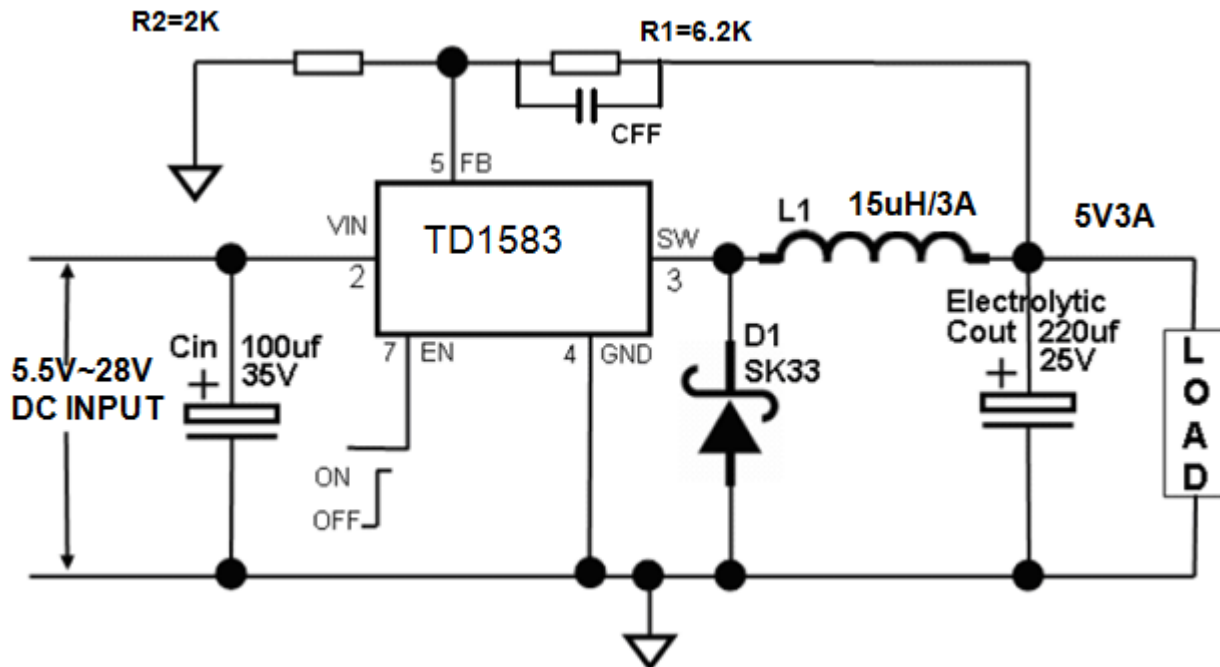 R2=2K
R1=6.2K
CFF
5 FB
VIN
TD1583
SW
2
3
L1
15uH/3A
5V3A
7 EN
4 GND
Cin 100uf
35V
5.5V~28V
DC INPUT
ON
OFF
D1
SK33
Electrolytic
Cout 220uf
25V
LOAD